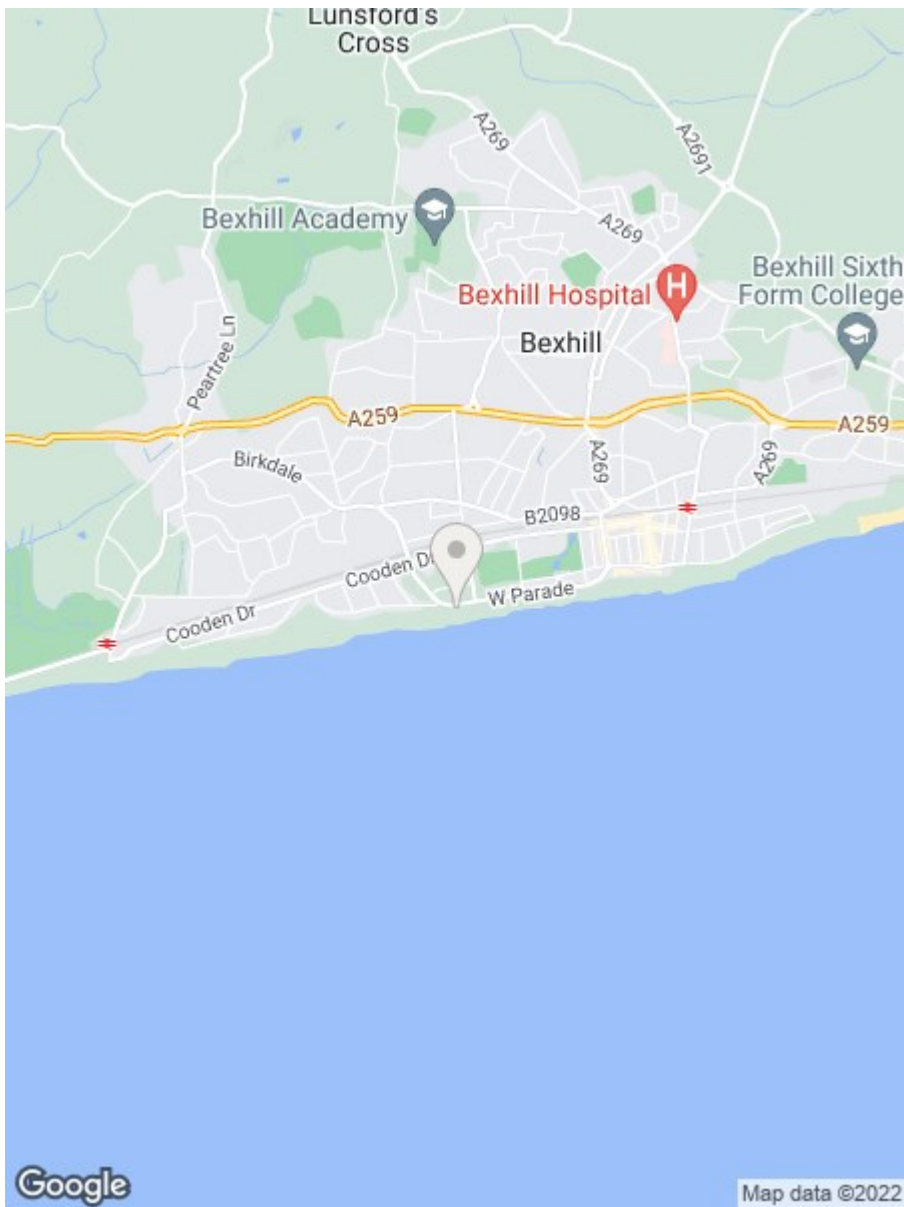 Lunsford's
Cross
A269
A2691
Bexhill Academy
A269
Bexhill Sixth
Form College
Bexhill Hospital
H
Bexhill
Peartree Ln
A259
A259
Birkdale
A269
A269
B2098
Cooden Dr
W Parade
Cooden Dr
Google
Map data ©2022